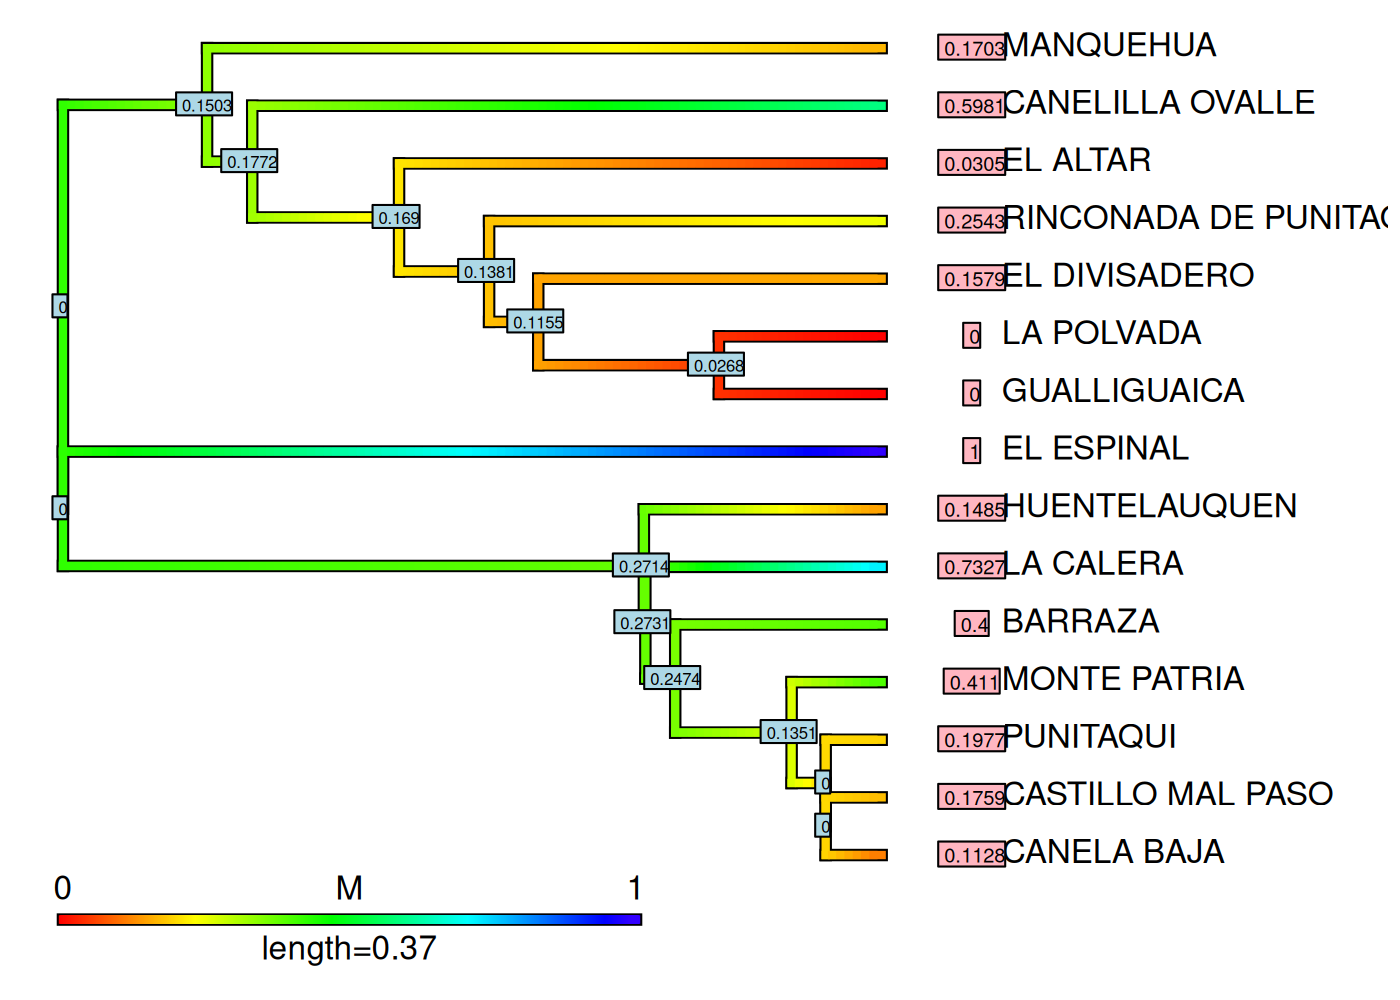 0.1703 MANQUEHUA
0.1503
0.5981 CANELILLA OVALLE
0.1772
0.0305 EL ALTAR
0.169
0.2543 RINCONADA DE PUNITAQ
0.1381
0.1579 EL DIVISADERO
0
0.1155
0 LA POLVADA
0.0268
0 GUALLIGUAICA
1 EL ESPINAL
0
0.1485 HUENTELAUQUEN
0.2714
0.7327 LA CALERA
0.2731
0.4 BARRAZA
0.2474
0.411 MONTE PATRIA
0.1351
0.1977 PUNITAQUI
0
0.1759 CASTILLO MAL PASO
0
0.1128 CANELA BAJA
0 M 1
length=0.37